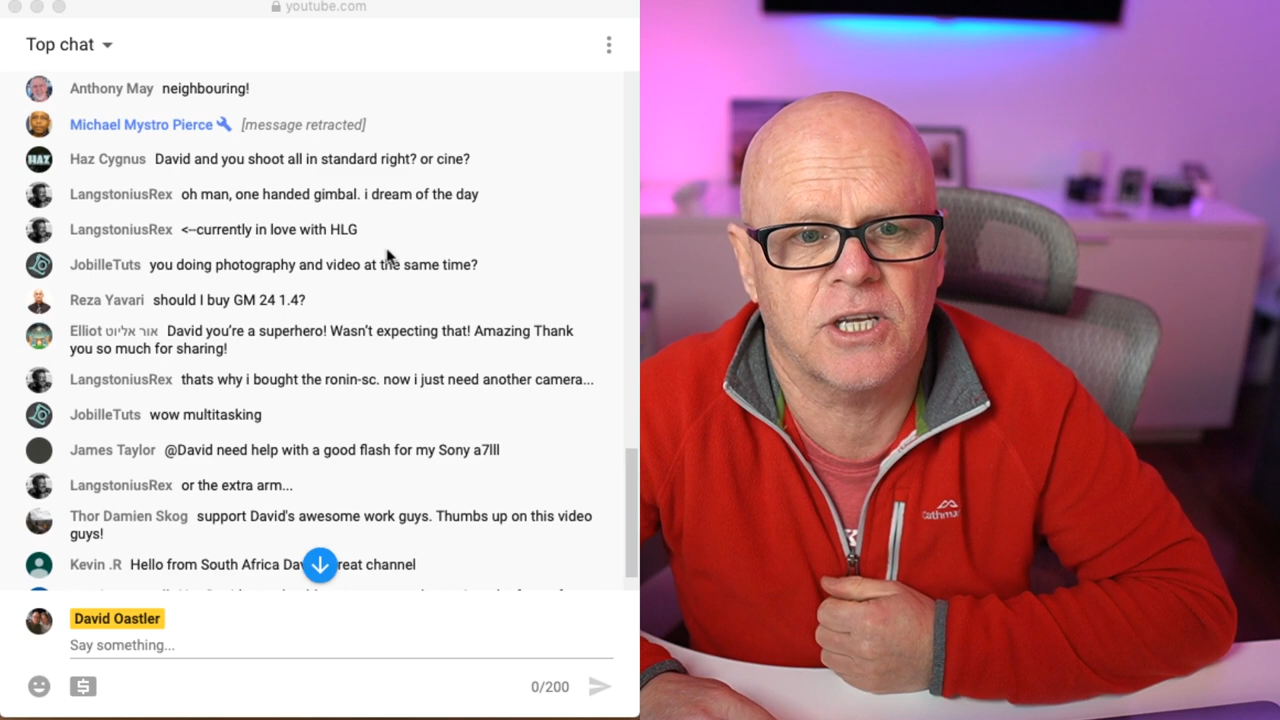 youtube.com
Top chat
Anthony May neighbouring!
Michael Mystro Pierce [message retracted]
HAZ
Haz Cygnus David and you shoot all in standard right? or cine?
LangstoniusRex oh man, one handed gimbal. i dream of the day
LangstoniusRex <--currently in love with HLG
JobilleTuts you doing photography and video at the same time?
Reza Yavari should I buy GM 24 1.4?
Elliot אור אליוט David you're a superhero! Wasn't expecting that! Amazing Thank
you so much for sharing!
LangstoniusRex thats why i bought the ronin-sc. now i just need another camera...
JobilleTuts wow multitasking
James Taylor @David need help with a good flash for my Sony a7lll
LangstoniusRex or the extra arm...
Thor Damien Skog support David's awesome work guys. Thumbs up on this video
guys!
Kevin .R Hello from South Africa channel
David Oastler
Say something...
0/200